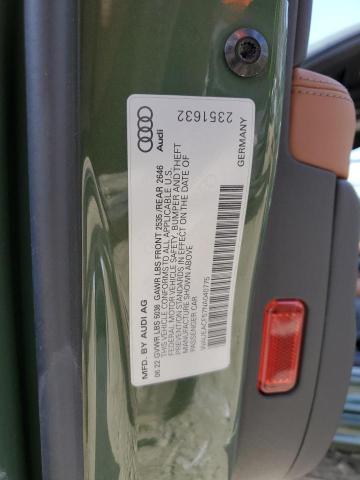 Audi
2351632
GERMANY
MFD. BY AUDI AG
06.22 GVWR LBS 5038 GAWR LBS FRONT 2535 /REAR 2646
THIS VEHICLE CONFORMS TO ALL APPLICABLE U.S.
FEDERAL MOTOR VEHICLE SAFETY, BUMPER AND THEFT
PREVENTION STANDARDS IN EFFECT ON THE DATE OF
MANUFACTURE SHOWN ABOVE
PASSENGER CAR